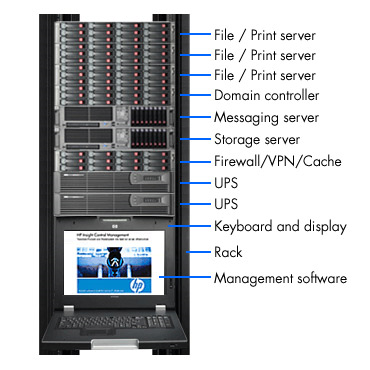 File / Print server
File / Print server
File / Print server
Domain controller
Messaging server
Storage server
Firewall/VPN/Cache
UPS
UPS
Keyboard and display
Rack
HP Insight Control Management
hp
Management software